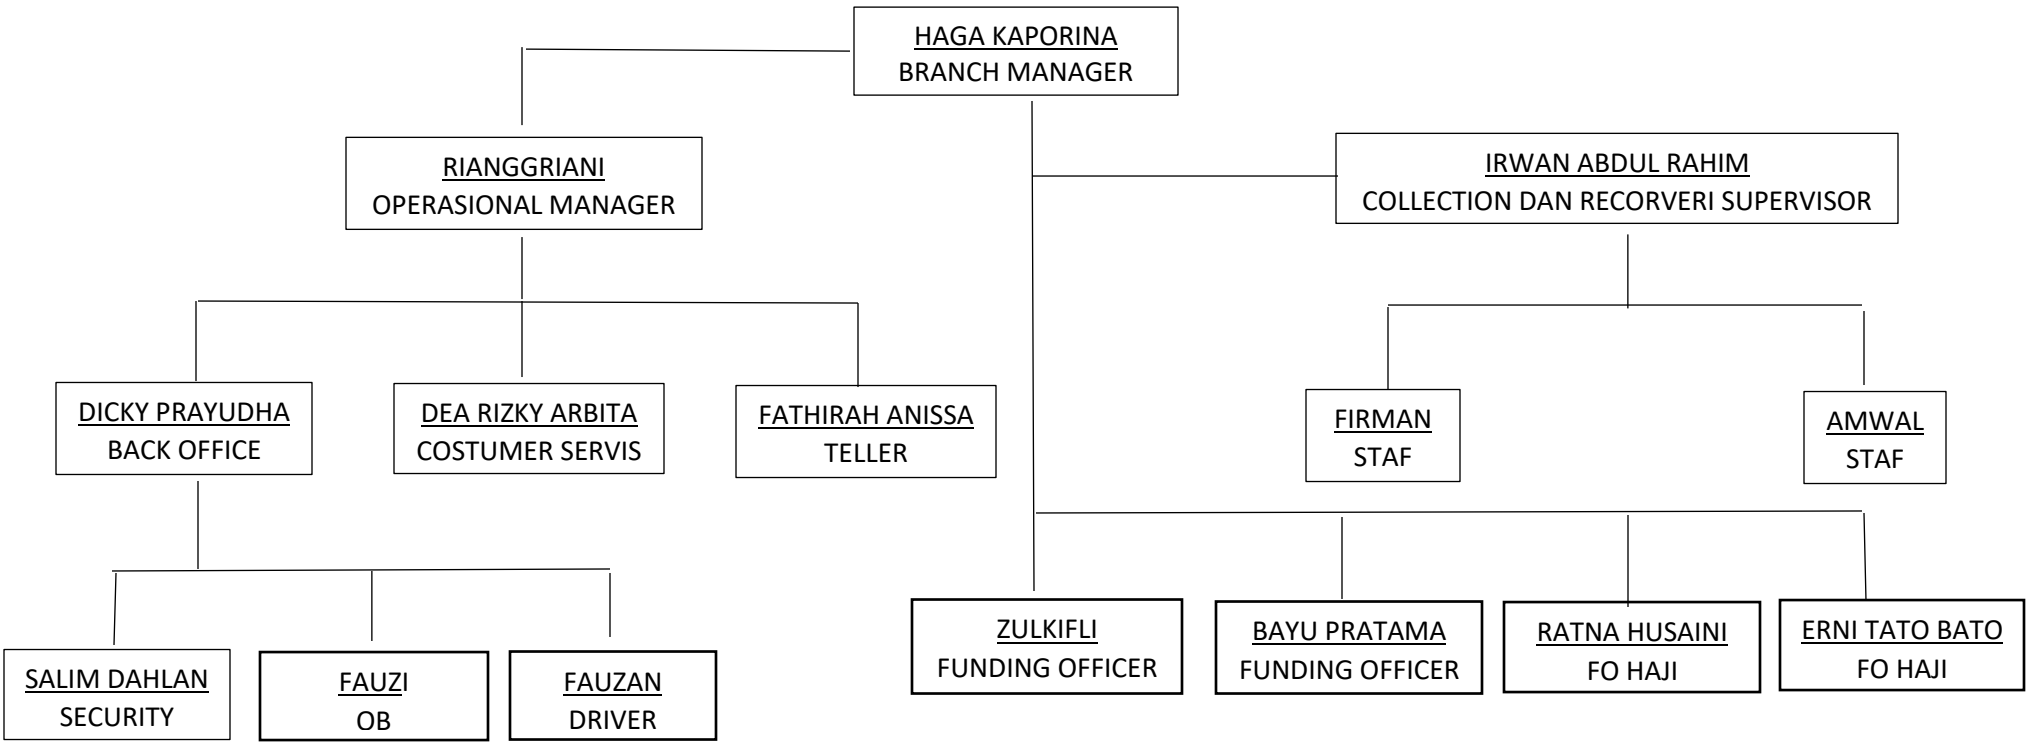 HAGA KAPORINA
BRANCH MANAGER
RIANGGRIANI
OPERASIONAL MANAGER
IRWAN ABDUL RAHIM
COLLECTION DAN RECORVERI SUPERVISOR
DICKY PRAYUDHA
BACK OFFICE
DEA RIZKY ARBITA
COSTUMER SERVIS
FATHIRAH ANISSA
TELLER
FIRMAN
STAF
AMWAL
STAF
SALIM DAHLAN
SECURITY
FAUZI
OB
FAUZAN
DRIVER
ZULKIFLI
FUNDING OFFICER
BAYU PRATAMA
FUNDING OFFICER
RATNA HUSAINI
FO HAJI
ERNI TATO BATO
FO HAJI